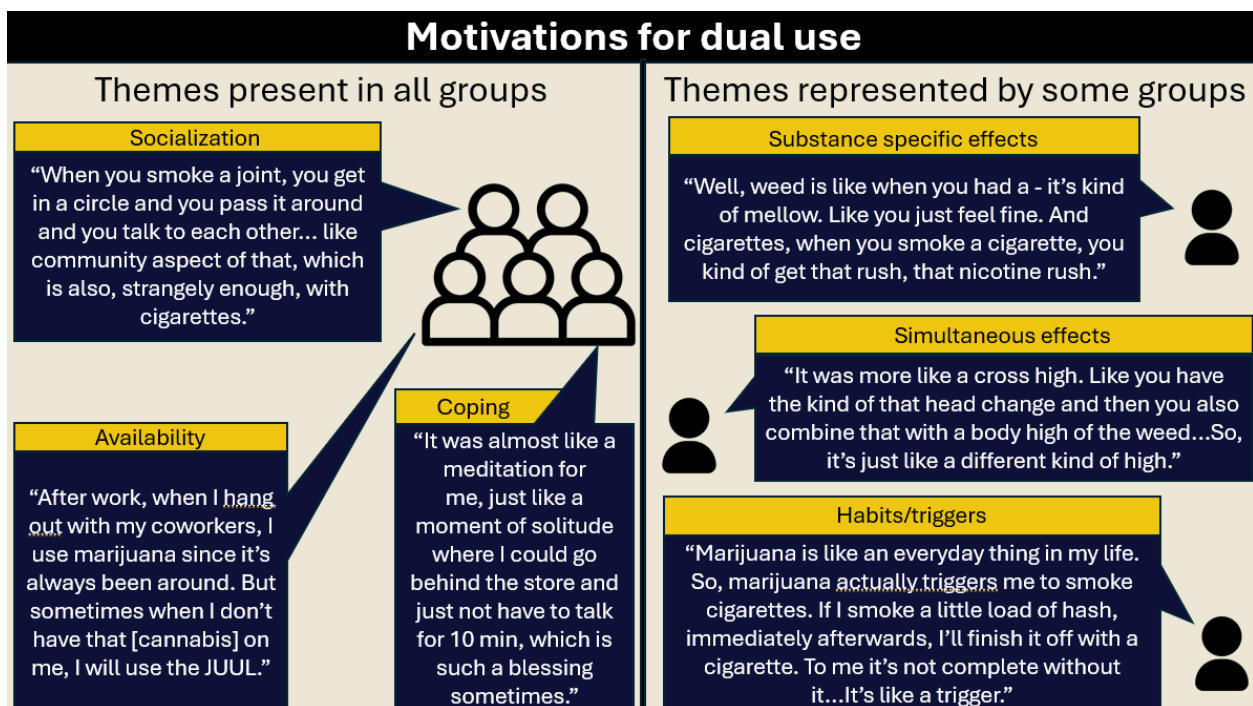 Motivations for dual use
Themes present in all groups
Socialization
“When you smoke a joint, you get
in a circle and you pass it around
and you talk to each other... like
community aspect of that, which
is also, strangely enough, with
cigarettes.”
Availability
“After work, when I hang
out with my coworkers, I
use marijuana since it’s
always been around. But
sometimes when I don’t
have that [cannabis] on
me, I will use the JUUL.”
Coping
“It was almost like a
meditation for
me, just like a
moment of solitude
where I could go
behind the store and
just not have to talk
for 10 min, which is
such a blessing
sometimes.”
Themes represented by some groups
Substance specific effects
“Well, weed is like when you had a - it’s kind
of mellow. Like you just feel fine. And
cigarettes, when you smoke a cigarette, you
kind of get that rush, that nicotine rush.”
Simultaneous effects
“It was more like a cross high. Like you have
the kind of that head change and then you also
combine that with a body high of the weed...So,
it’s just like a different kind of high.”
Habits/triggers
“Marijuana is like an everyday thing in my life.
So, marijuana actually triggers me to smoke
cigarettes. If I smoke a little load of hash,
immediately afterwards, I’ll finish it off with a
cigarette. To me it’s not complete without
it...It’s like a trigger.”